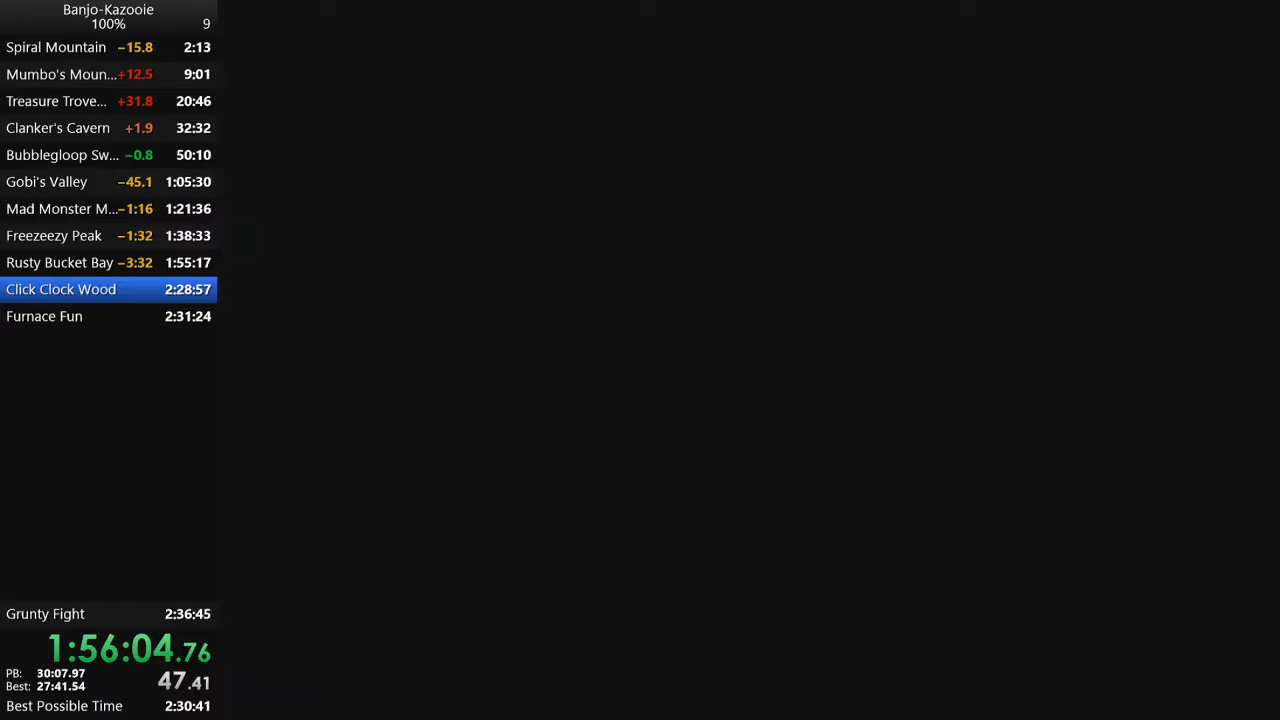 Banjo-Kazooie
100% 9
Spiral Mountain −15.8 2:13
Mumbo's Moun... +12.5 9:01
Treasure Trove... +31.8 20:46
Clanker's Cavern +1.9 32:32
Bubblegloop Sw... −0.8 50:10
Gobi's Valley −45.1 1:05:30
Mad Monster M... −1:16 1:21:36
Freezeezy Peak −1:32 1:38:33
Rusty Bucket Bay −3:32 1:55:17
Click Clock Wood 2:28:57
Furnace Fun 2:31:24
Grunty Fight 2:36:45
1:56:04.76
PB: 30:07.97 47.41
Best: 27:41.54
Best Possible Time 2:30:41